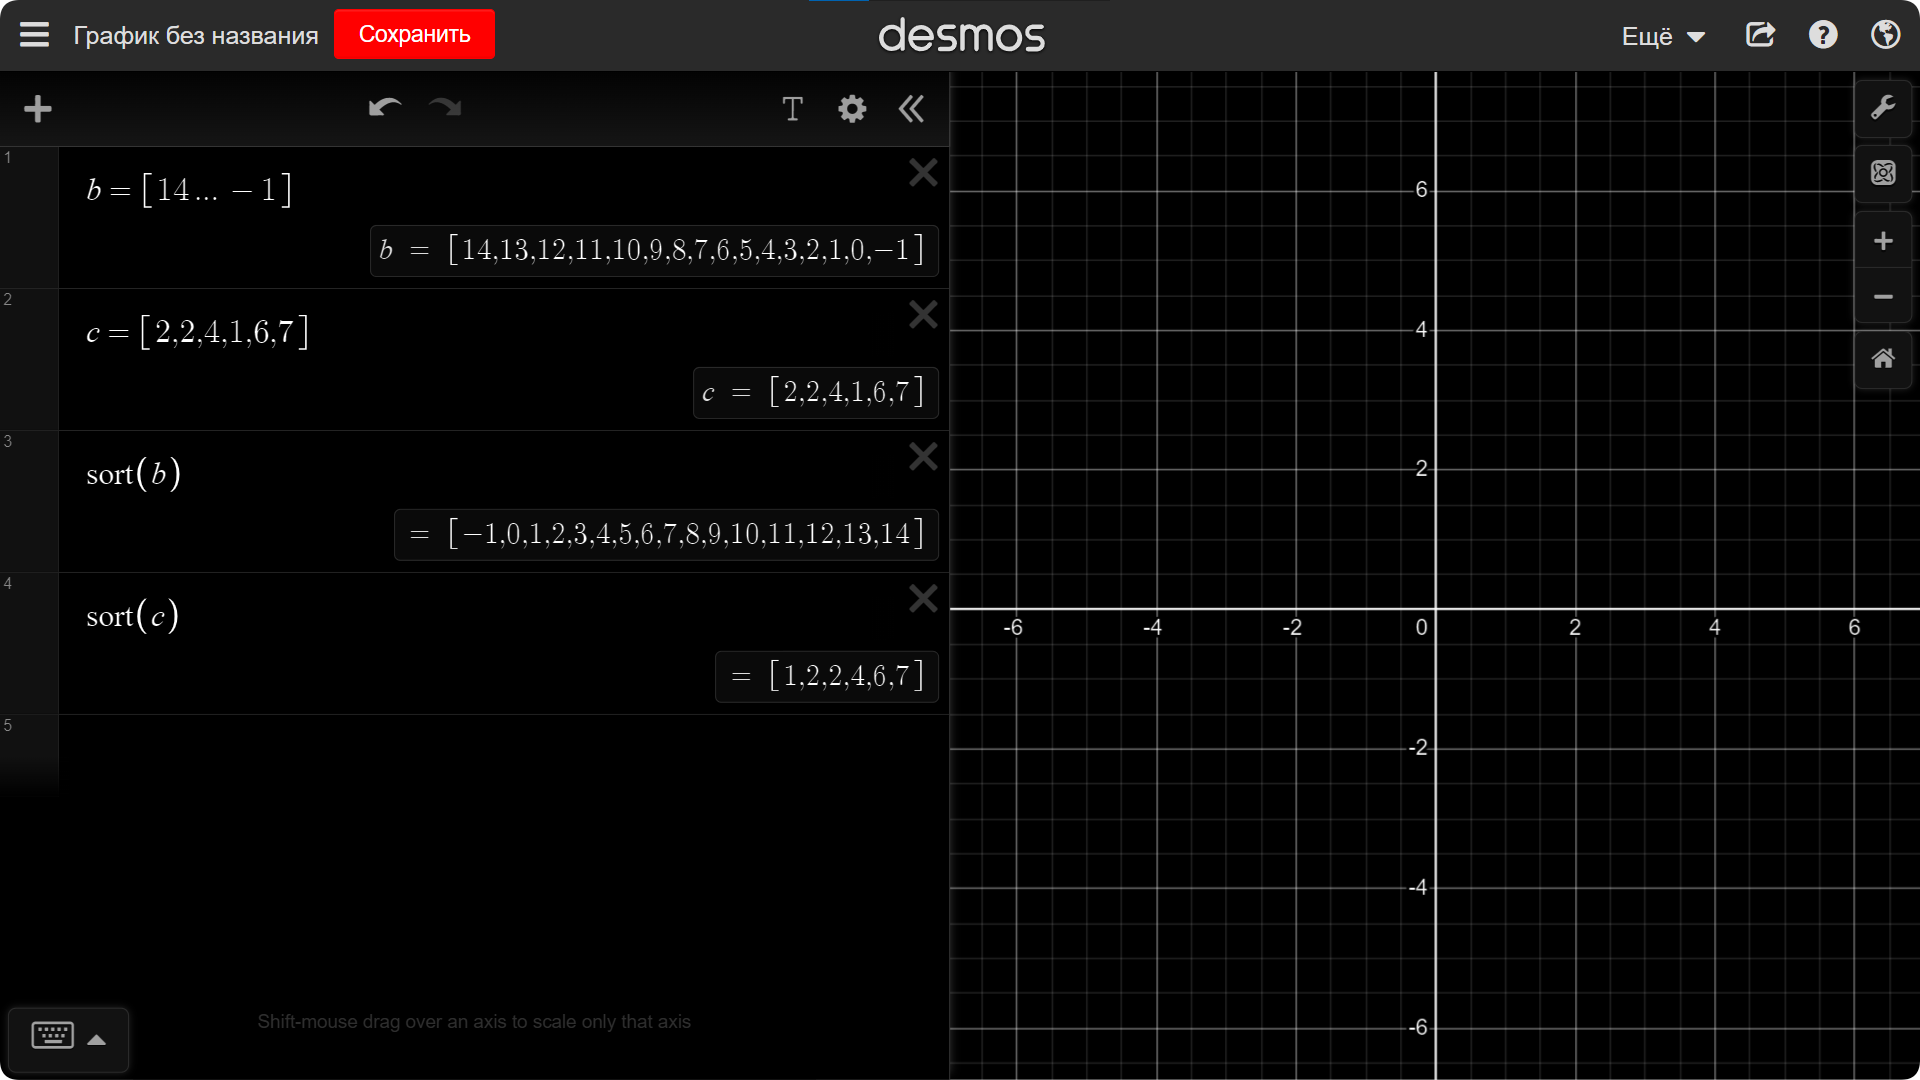 График без названия
Сохранить
desmos
Ещё
1
b = [14 ... − 1]
b = [14,13,12,11,10,9,8,7,6,5,4,3,2,1,0,−1]
2
c = [2,2,4,1,6,7]
c = [2,2,4,1,6,7]
3
sort(b)
= [−1,0,1,2,3,4,5,6,7,8,9,10,11,12,13,14]
4
sort(c)
= [1,2,2,4,6,7]
5
Shift-mouse drag over an axis to scale only that axis
6
4
2
-6 -4 -2 0 2 4 6
-2
-4
-6